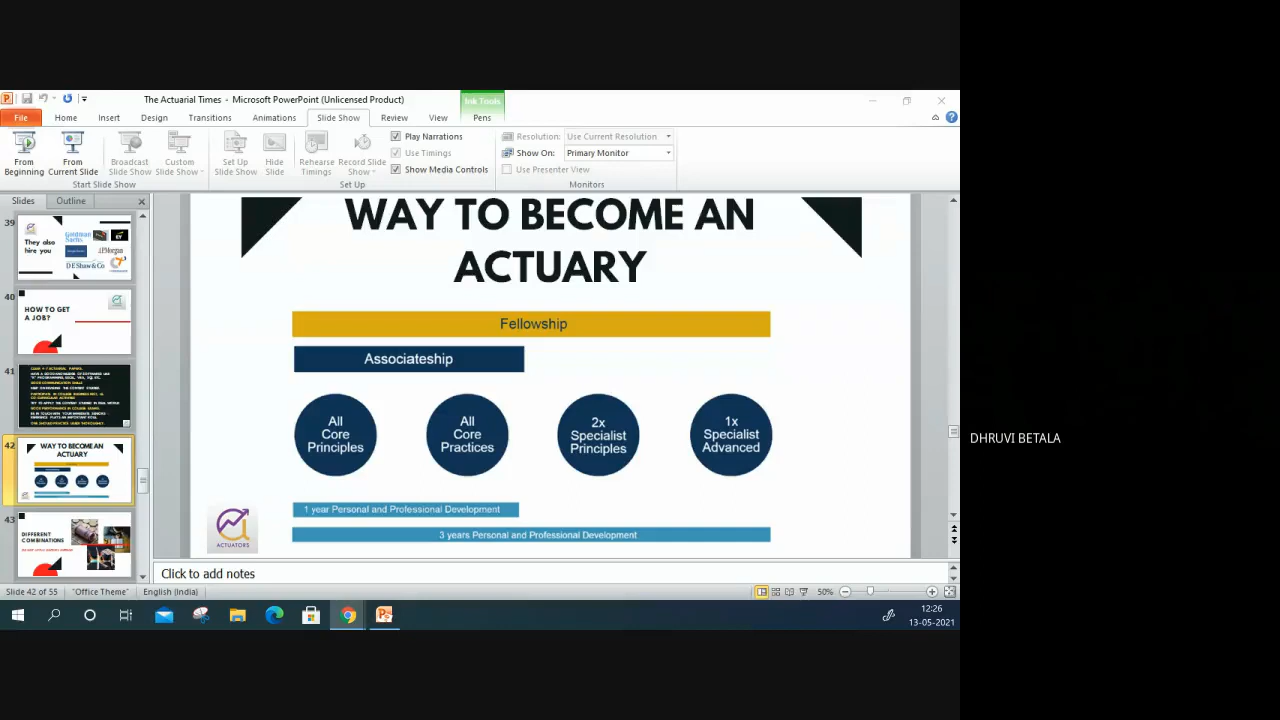 The Actuarial Times - Microsoft PowerPoint (Unlicensed Product)
Ink Tools
File Home Insert Design Transitions Animations Slide Show Review View Pens
From Beginning
From Current Slide
Broadcast Slide Show
Custom Slide Show
Start Slide Show
Set Up Slide Show
Hide Slide
Rehearse Timings
Record Slide Show
Play Narrations
Use Timings
Show Media Controls
Set Up
Resolution: Use Current Resolution
Show On: Primary Monitor
Use Presenter View
Monitors
Slides Outline
39
They also
hire you
Goldman
Sachs
EY
J.P.Morgan
D E Shaw & Co
40
HOW TO GET
A JOB?
41
42
WAY TO BECOME AN
ACTUARY
43
DIFFERENT
COMBINATIONS
WAY TO BECOME AN
ACTUARY
Fellowship
Associateship
All
Core
Principles
All
Core
Practices
2x
Specialist
Principles
1x
Specialist
Advanced
1 year Personal and Professional Development
3 years Personal and Professional Development
ACTUATORS
Click to add notes
Slide 42 of 55 "Office Theme" English (India) 50%
12:26
13-05-2021
DHRUVI BETALA